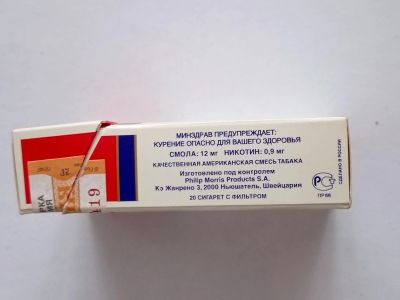 МИНЗДРАВ ПРЕДУПРЕЖДАЕТ:
КУРЕНИЕ ОПАСНО ДЛЯ ВАШЕГО ЗДОРОВЬЯ
СМОЛА: 12 мг НИКОТИН: 0,9 мг
КАЧЕСТВЕННАЯ АМЕРИКАНСКАЯ СМЕСЬ ТАБАКА
Изготовлено под контролем
Philip Morris Products S.A.
Кэ Жанрено 3, 2000 Ньюшатель, Швейцария
20 СИГАРЕТ С ФИЛЬТРОМ
СДЕЛАНО В РОССИИ
419